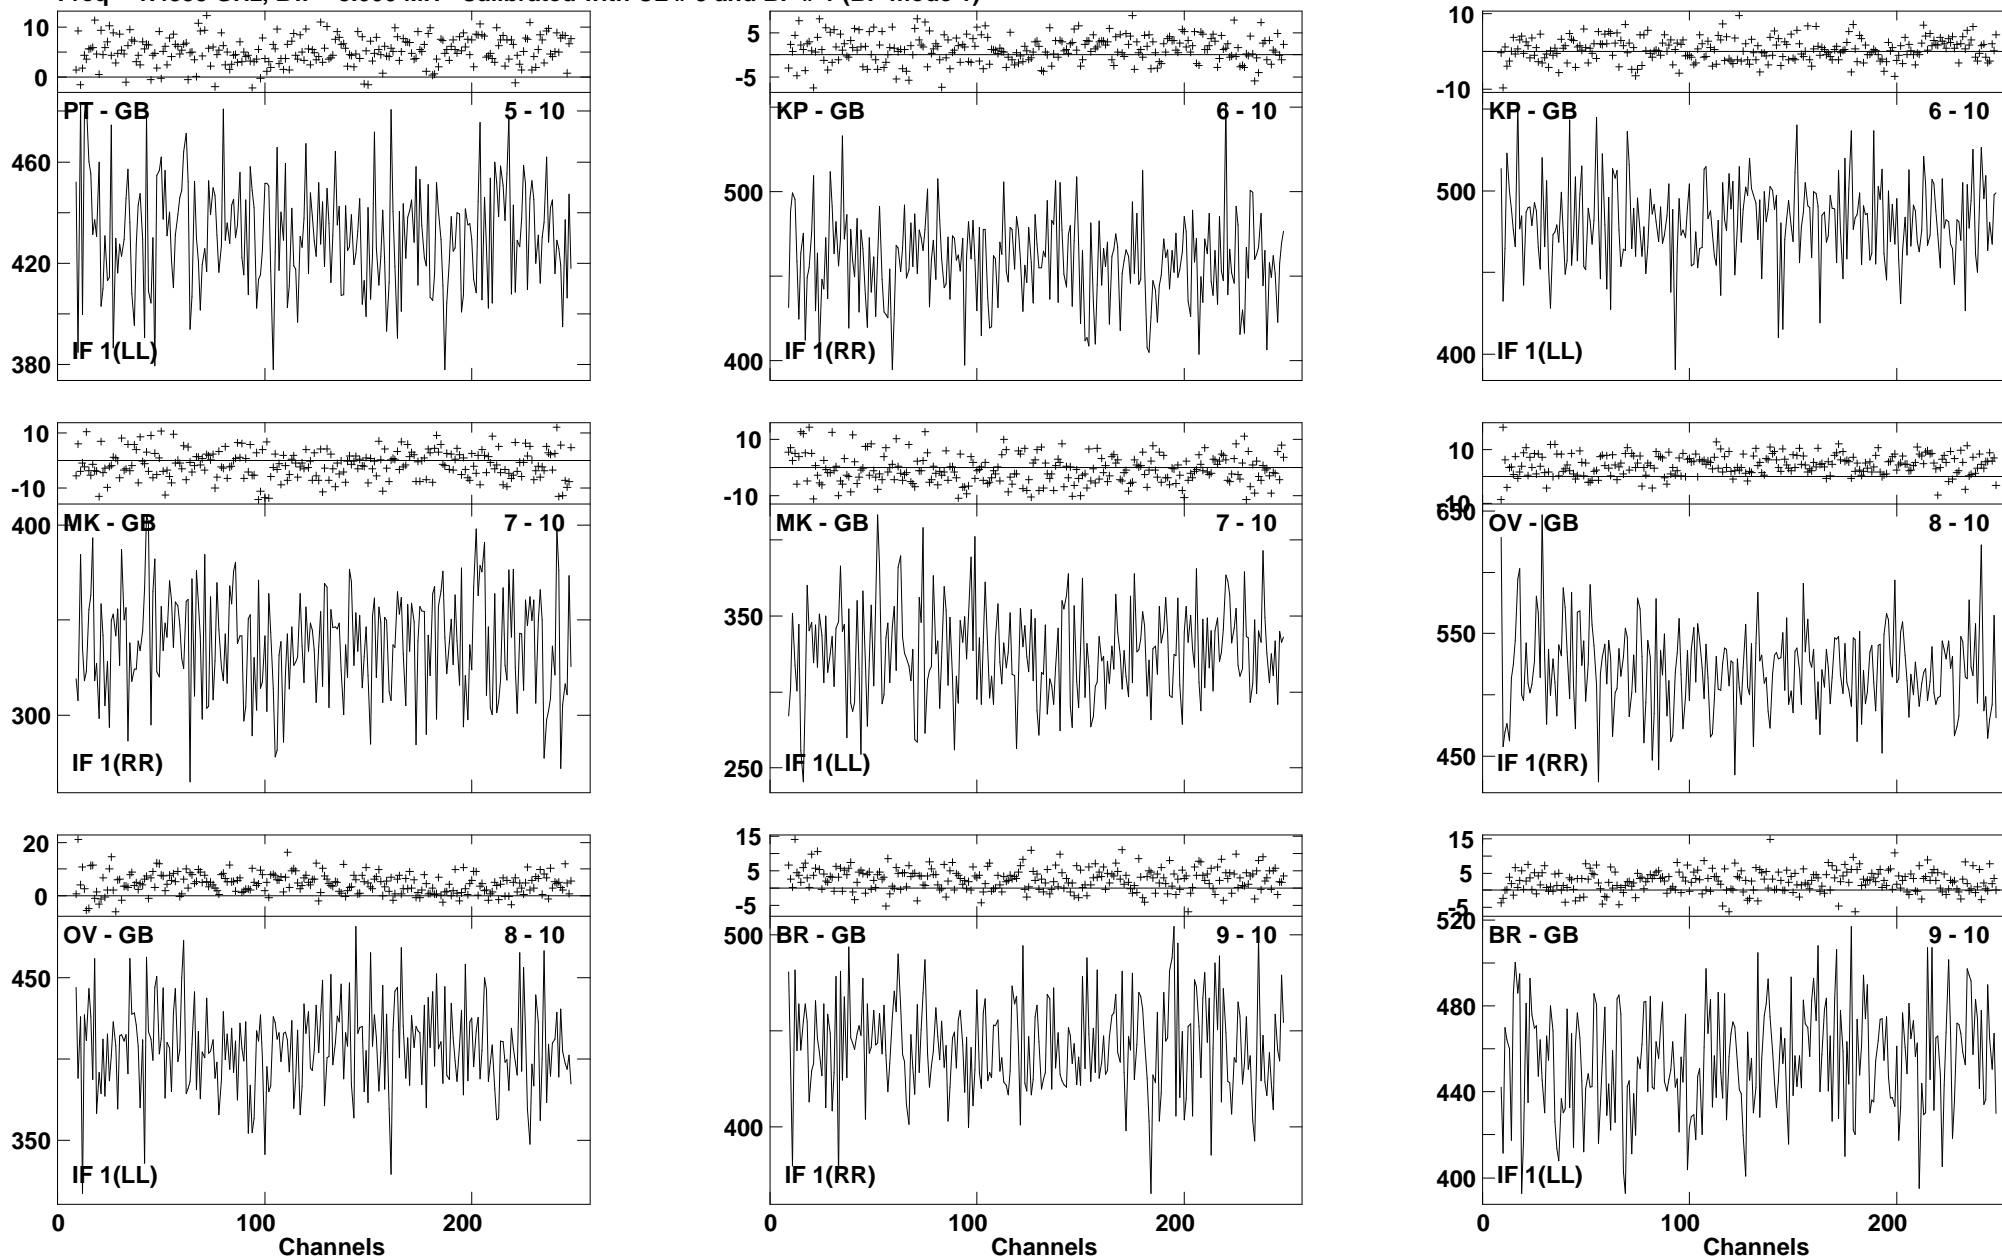 10
0
PT - GB 5 - 10
460
420
380
IF 1(LL)
5
-5
KP - GB 6 - 10
500
400
IF 1(RR)
10
-10
KP - GB 6 - 10
500
400
IF 1(LL)
10
-10
MK - GB 7 - 10
400
300
IF 1(RR)
10
-10
MK - GB 7 - 10
350
250
IF 1(LL)
10
-10
650
OV - GB 8 - 10
550
450
IF 1(RR)
20
0
OV - GB 8 - 10
450
350
IF 1(LL)
0 100 200
Channels
15
5
-5
BR - GB 9 - 10
500
400
IF 1(RR)
0 100 200
Channels
15
5
-5
520
BR - GB 9 - 10
480
440
400
IF 1(LL)
0 100 200
Channels